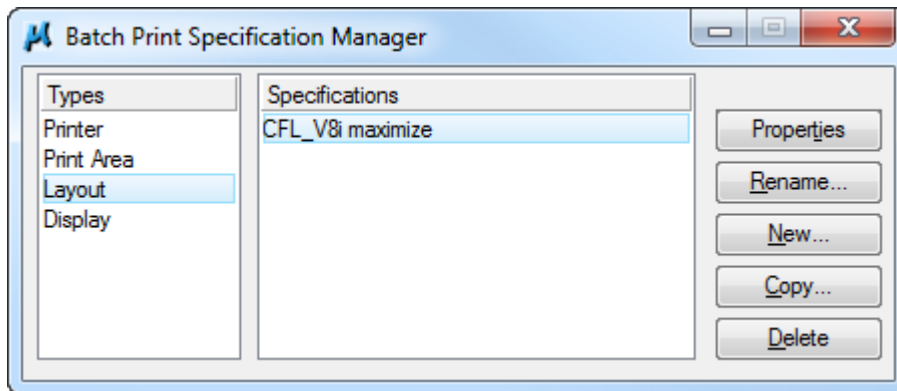 Batch Print Specification Manager
Types
Specifications
Printer
CFL_V8i maximize
Print Area
Layout
Display
Properties
Rename...
New...
Copy...
Delete